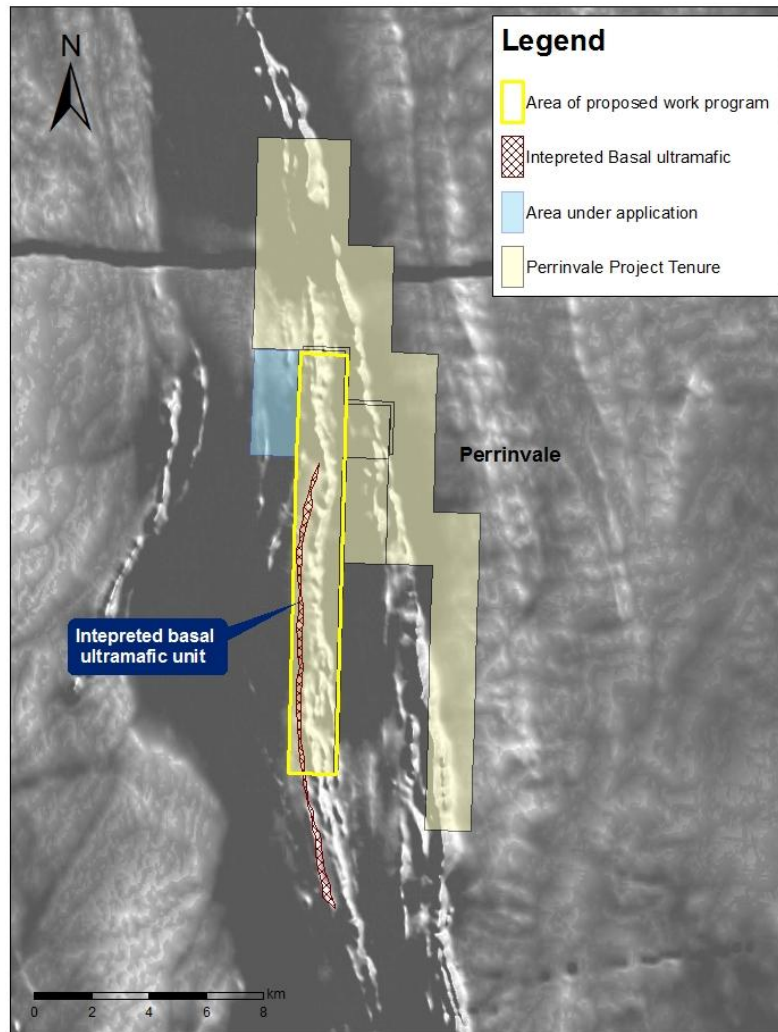 N
Legend
Area of proposed work program
Intepreted Basal ultramafic
Area under application
Perrinvale Project Tenure
Perrinvale
Intepreted basal
ultramafic unit
0 2 4 6 8 km